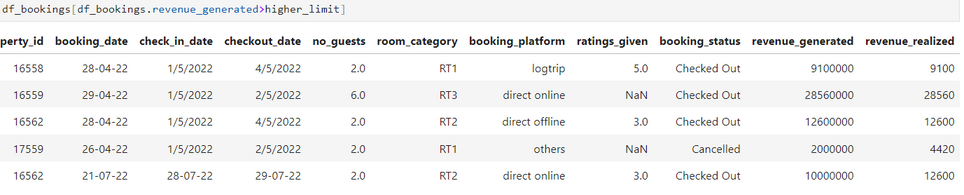 df_bookings[df_bookings.revenue_generated>higher_limit]
perty_id booking_date check_in_date checkout_date no_guests room_category booking_platform ratings_given booking_status revenue_generated revenue_realized
16558 28-04-22 1/5/2022 4/5/2022 2.0 RT1 logtrip 5.0 Checked Out 9100000 9100
16559 29-04-22 1/5/2022 2/5/2022 6.0 RT3 direct online NaN Checked Out 28560000 28560
16562 28-04-22 1/5/2022 4/5/2022 2.0 RT2 direct offline 3.0 Checked Out 12600000 12600
17559 26-04-22 1/5/2022 2/5/2022 2.0 RT1 others NaN Cancelled 2000000 4420
16562 21-07-22 28-07-22 29-07-22 2.0 RT2 direct online 3.0 Checked Out 10000000 12600